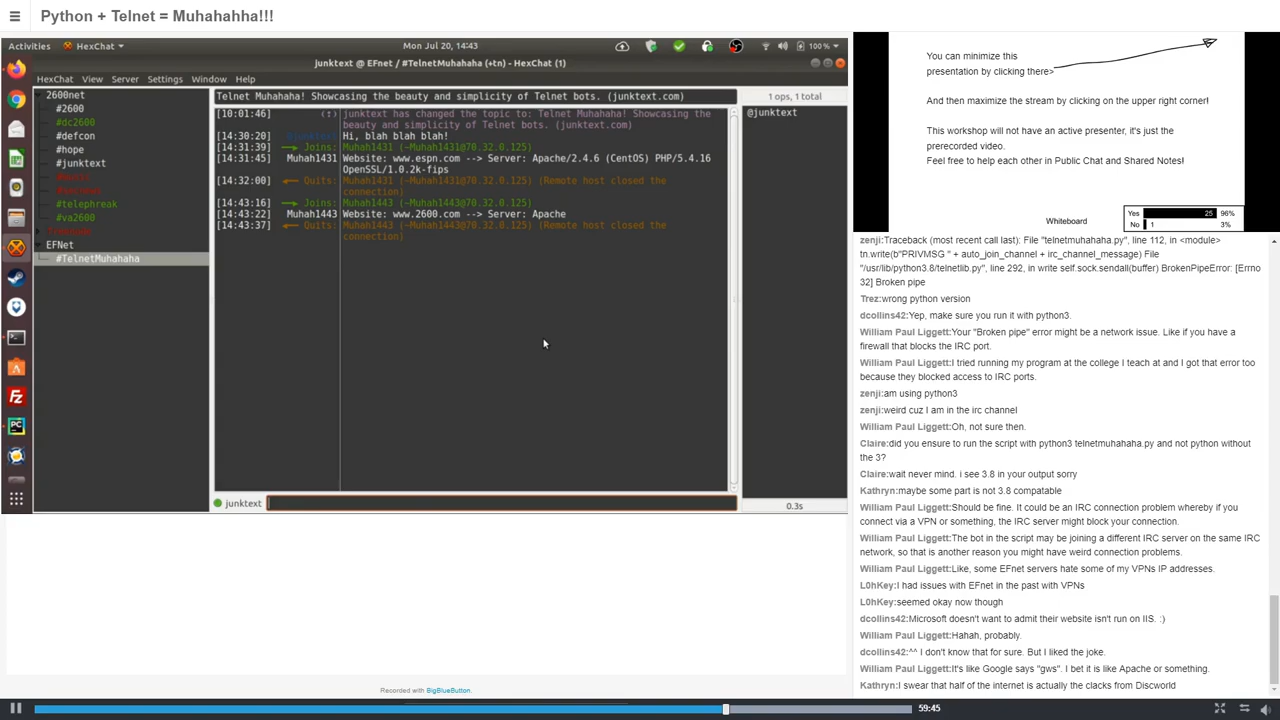 Python + Telnet = Muhahahha!!!
Activities HexChat Mon Jul 20, 14:43 100%
junktext @ EFnet / #TelnetMuhahaha (+tn) - HexChat (1)
HexChat View Server Settings Window Help
2600net
#2600
#dc2600
#defcon
#hope
#junktext
#telephreak
#va2600
EFNet
#TelnetMuhahaha
Telnet Muhahaha! Showcasing the beauty and simplicity of Telnet bots. (junktext.com)
1 ops, 1 total
@junktext
[10:01:46] (!) junktext has changed the topic to: Telnet Muhahaha! Showcasing the
beauty and simplicity of Telnet bots. (junktext.com)
[14:30:20] @junktext Hi, blah blah blah!
[14:31:39] Joins: Muhah1431 (~Muhah1431@70.32.0.125)
[14:31:45] Muhah1431 Website: www.espn.com --> Server: Apache/2.4.6 (CentOS) PHP/5.4.16
OpenSSL/1.0.2k-fips
[14:32:00] Quits: Muhah1431 (~Muhah1431@70.32.0.125) (Remote host closed the
connection)
[14:43:16] Joins: Muhah1443 (~Muhah1443@70.32.0.125)
[14:43:22] Muhah1443 Website: www.2600.com --> Server: Apache
[14:43:37] Quits: Muhah1443 (~Muhah1443@70.32.0.125) (Remote host closed the
connection)
junktext
0.3s
You can minimize this
presentation by clicking there>
And then maximize the stream by clicking on the upper right corner!
This workshop will not have an active presenter, it's just the
prerecorded video.
Feel free to help each other in Public Chat and Shared Notes!
Whiteboard
Yes 25 96%
No 1 3%
zenji:Traceback (most recent call last): File "telnetmuhahaha.py", line 112, in <module>
tn.write(b"PRIVMSG " + auto_join_channel + irc_channel_message) File
"/usr/lib/python3.8/telnetlib.py", line 292, in write self.sock.sendall(buffer) BrokenPipeError: [Errno
32] Broken pipe
Trez:wrong python version
dcollins42:Yep, make sure you run it with python3.
William Paul Liggett:Your "Broken pipe" error might be a network issue. Like if you have a
firewall that blocks the IRC port.
William Paul Liggett:I tried running my program at the college I teach at and I got that error too
because they blocked access to IRC ports.
zenji:am using python3
zenji:weird cuz I am in the irc channel
William Paul Liggett:Oh, not sure then.
Claire:did you ensure to run the script with python3 telnetmuhahaha.py and not python without
the 3?
Claire:wait never mind. i see 3.8 in your output sorry
Kathryn:maybe some part is not 3.8 compatable
William Paul Liggett:Should be fine. It could be an IRC connection problem whereby if you
connect via a VPN or something, the IRC server might block your connection.
William Paul Liggett:The bot in the script may be joining a different IRC server on the same IRC
network, so that is another reason you might have weird connection problems.
William Paul Liggett:Like, some EFnet servers hate some of my VPNs IP addresses.
L0hKey:I had issues with EFnet in the past with VPNs
L0hKey:seemed okay now though
dcollins42:Microsoft doesn't want to admit their website isn't run on IIS. :)
William Paul Liggett:Hahah, probably.
dcollins42:^^ I don't know that for sure. But I liked the joke.
William Paul Liggett:It's like Google says "gws". I bet it is like Apache or something.
Kathryn:I swear that half of the internet is actually the clacks from Discworld
Recorded with BigBlueButton.
59:45